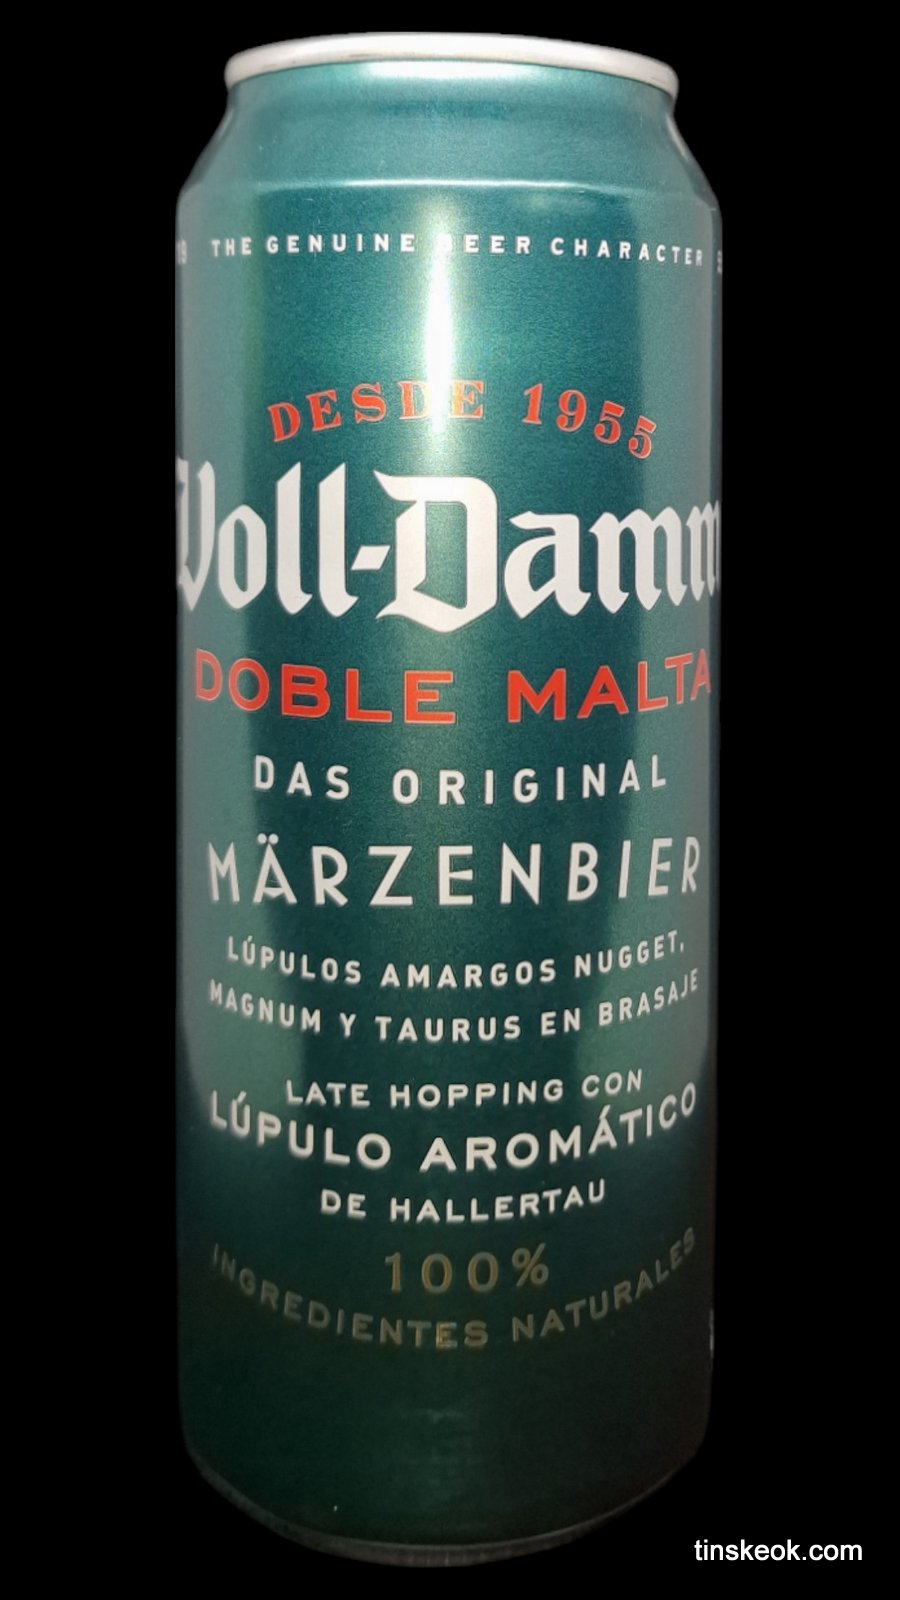 THE GENUINE BEER CHARACTER
DESDE 1955
Voll-Damm
DOBLE MALTA
DAS ORIGINAL
MÄRZENBIER
LÚPULOS AMARGOS NUGGET,
MAGNUM Y TAURUS EN BRASAJE
LATE HOPPING CON
LÚPULO AROMÁTICO
DE HALLERTAU
100%
INGREDIENTES NATURALES
tinskeok.com